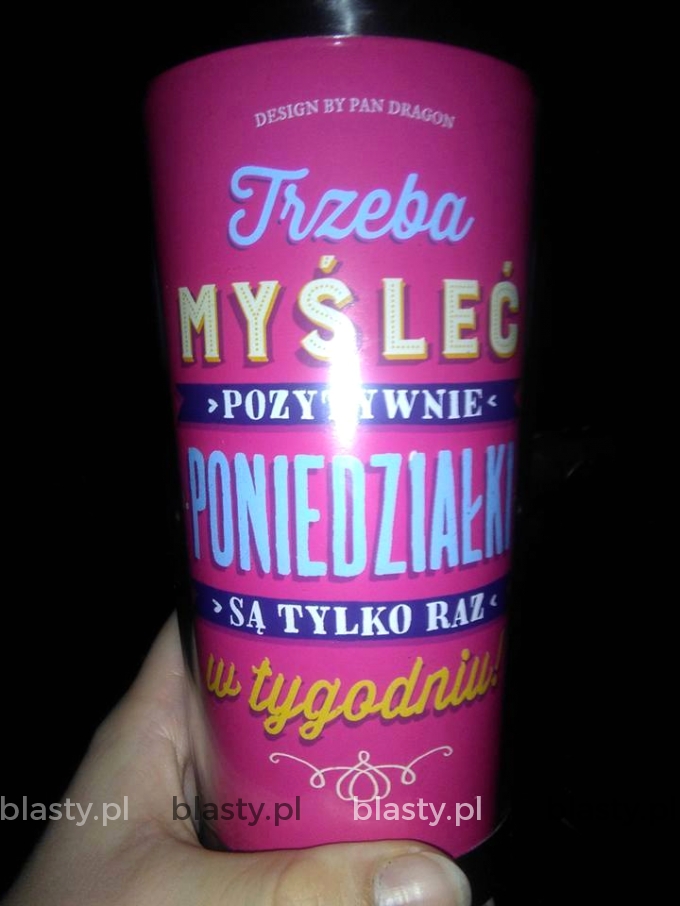 DESIGN BY PAN DRAGON
Trzeba
MYŚLEĆ
>POZYTYWNIE<
PONIEDZIAŁKI
>SĄ TYLKO RAZ<
w tygodniu!
blasty.pl blasty.pl blasty.pl